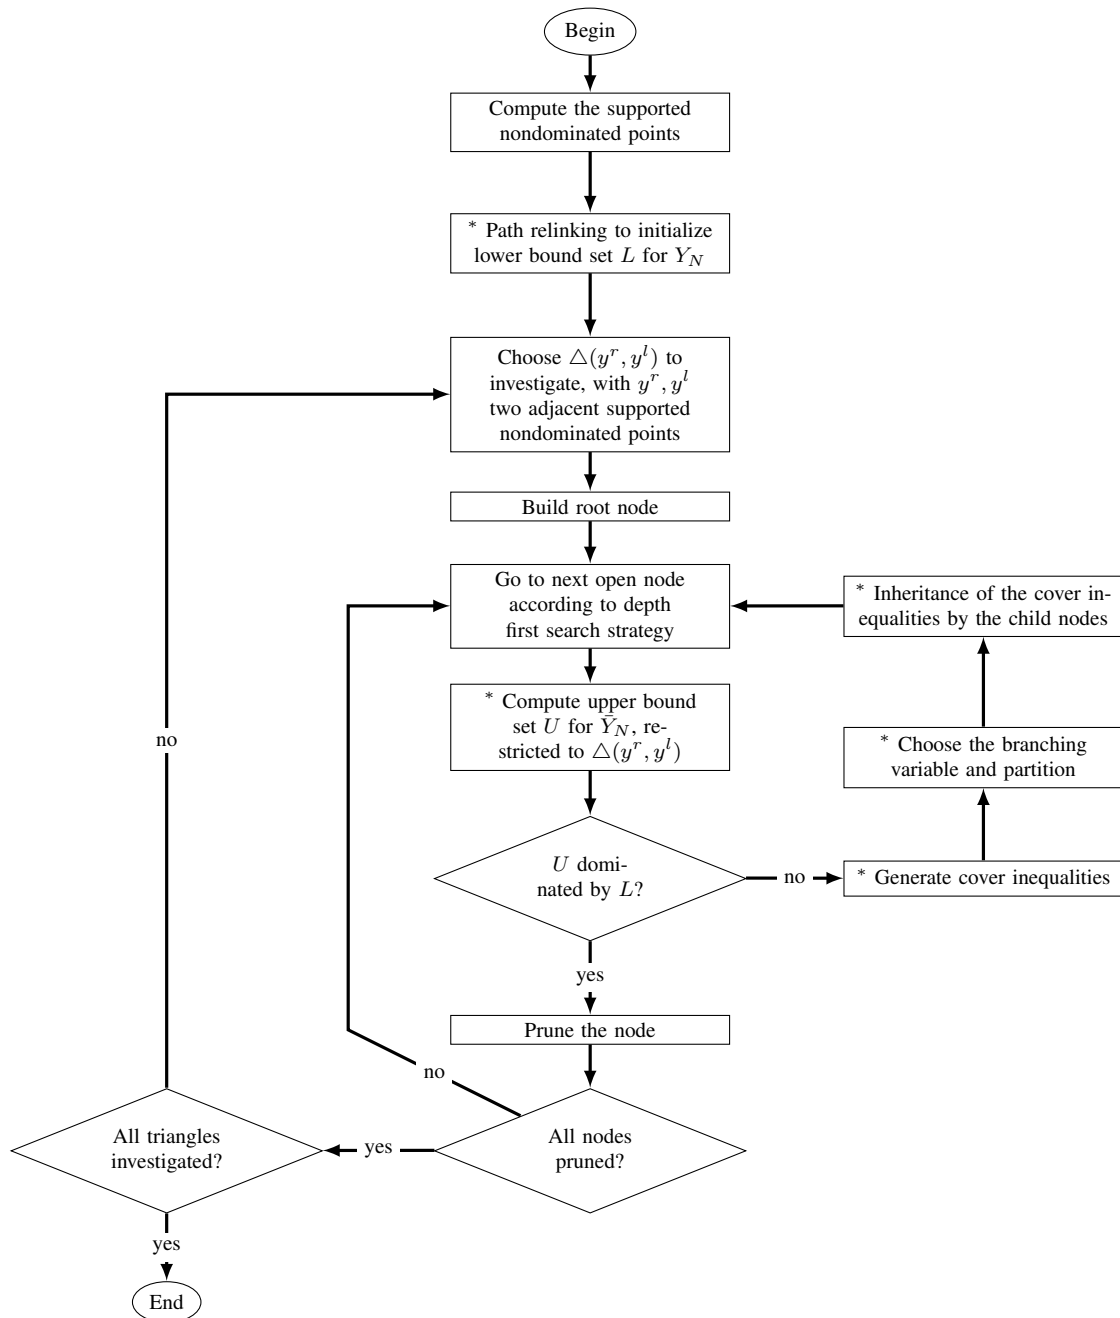 Begin
Compute the supported
nondominated points
* Path relinking to initialize
lower bound set L for Y_N
Choose △(y^r, y^l) to
investigate, with y^r, y^l
two adjacent supported
nondominated points
Build root node
Go to next open node
according to depth
first search strategy
* Inheritance of the cover in-
equalities by the child nodes
* Compute upper bound
set U for Ȳ_N, re-
stricted to △(y^r, y^l)
no
* Choose the branching
variable and partition
U domi-
nated by L?
no
* Generate cover inequalities
yes
Prune the node
no
All triangles
investigated?
yes
All nodes
pruned?
yes
End